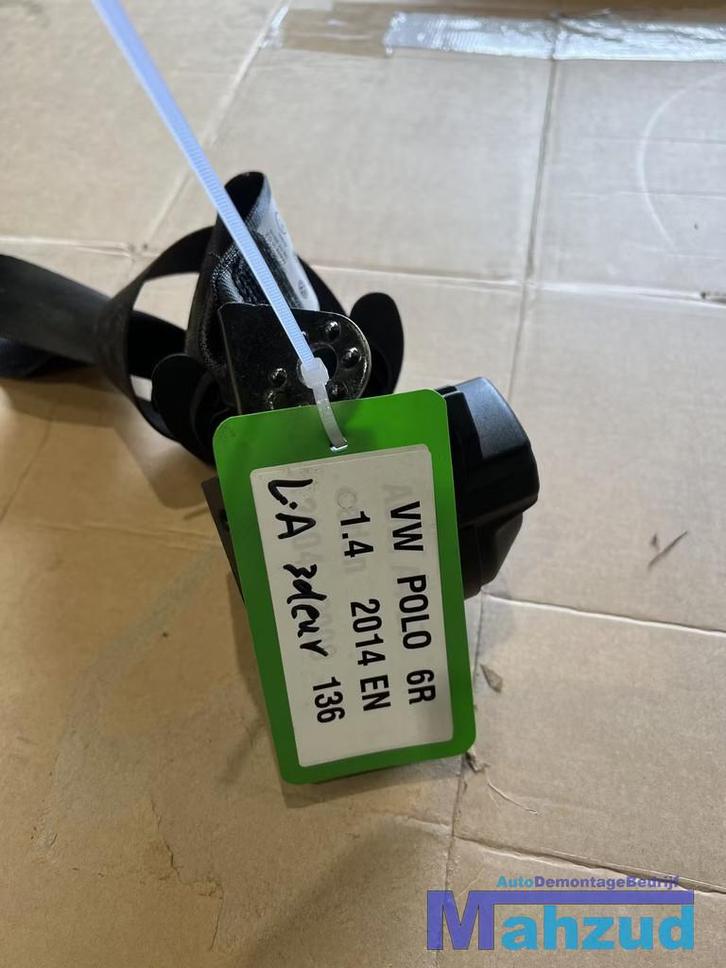 VW POLO 6R
1.4 2014 EN
L.A 3deur 136
AutoDemontageBedrijf
Mahzud